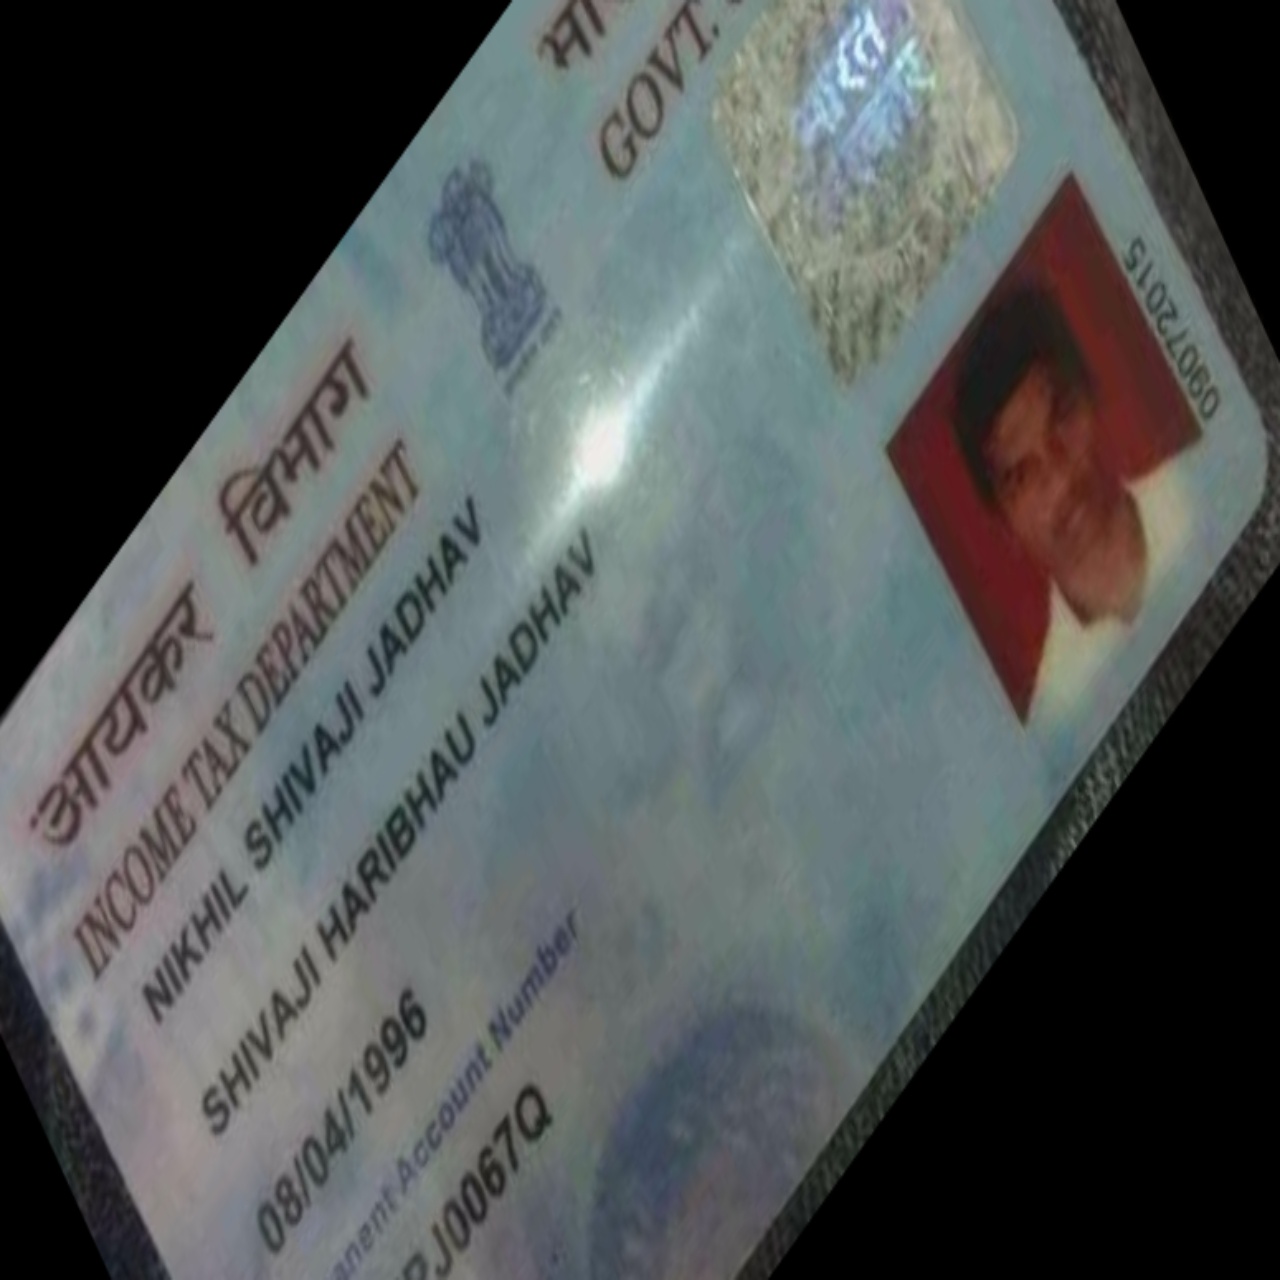 आयकर विभाग
INCOME TAX DEPARTMENT
GOVT.
NIKHIL SHIVAJI JADHAV
SHIVAJI HARIBHAU JADHAV
08/04/1996
Account Number
09072015